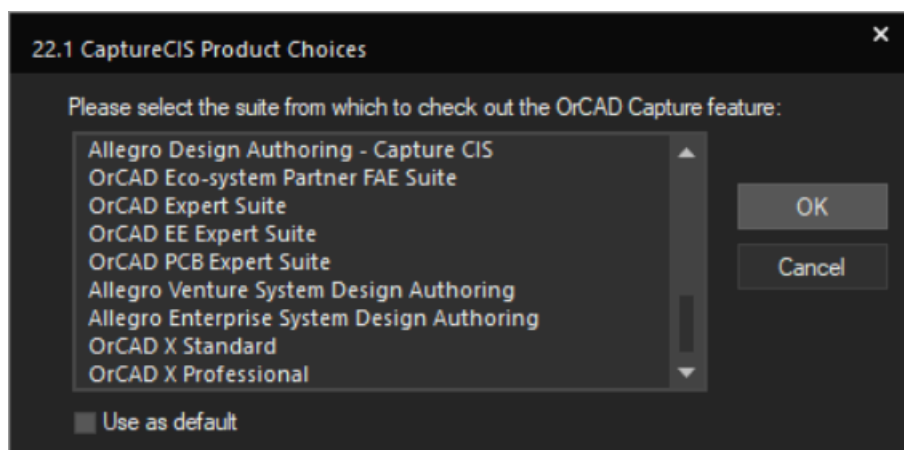 22.1 CaptureCIS Product Choices
Please select the suite from which to check out the OrCAD Capture feature:
Allegro Design Authoring - Capture CIS
OrCAD Eco-system Partner FAE Suite
OrCAD Expert Suite
OrCAD EE Expert Suite
OrCAD PCB Expert Suite
Allegro Venture System Design Authoring
Allegro Enterprise System Design Authoring
OrCAD X Standard
OrCAD X Professional
OK
Cancel
Use as default